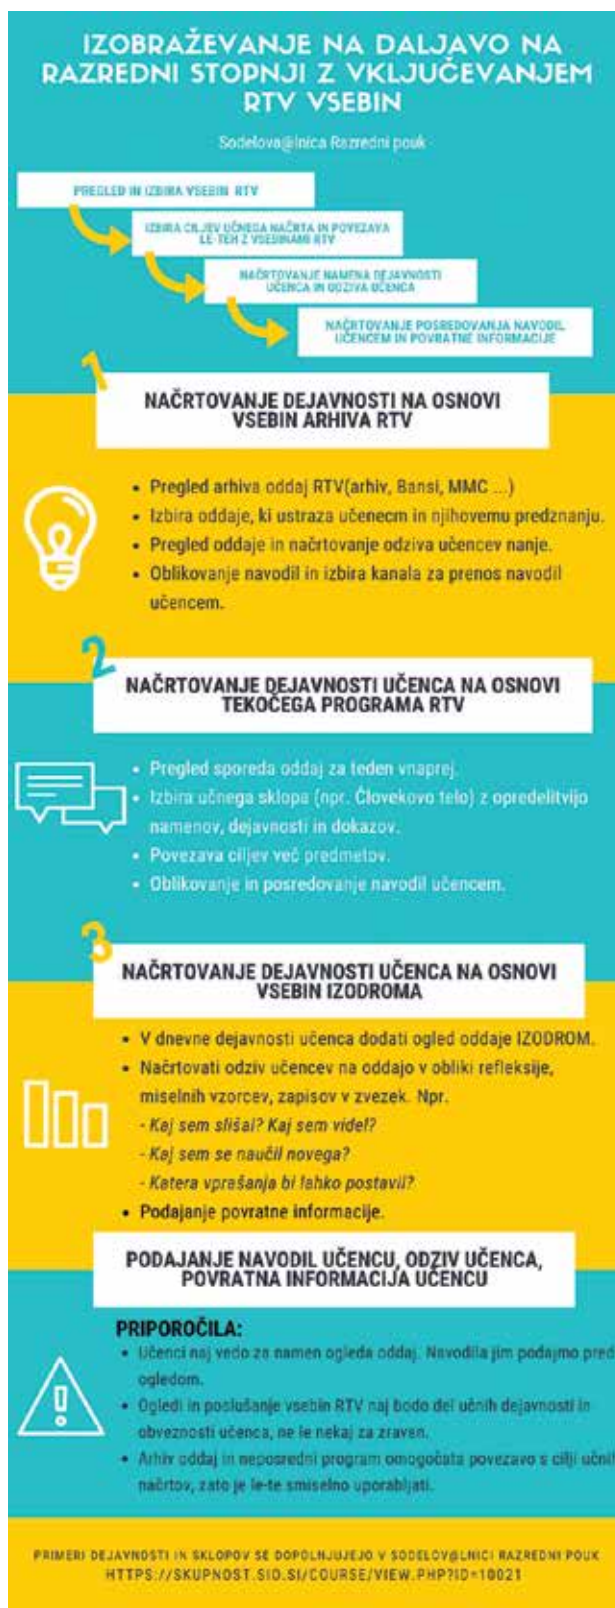 IZOBRAŽEVANJE NA DALJAVO NA
RAZREDNI STOPNJI Z VKLJUČEVANJEM
RTV VSEBIN
Sodelova@lnica Razredni pouk
PREGLED IN IZBIRA VSEBIN RTV
IZBIRA CILJEV UČNEGA NAČRTA IN POVEZAVA
LE-TEH Z VSEBINAMI RTV
NAČRTOVANJE NAMENA DEJAVNOSTI
UČENCA IN ODZIVA UČENCA
NAČRTOVANJE POSREDOVANJA NAVODIL
UČENCEM IN POVRATNE INFORMACIJE
1
NAČRTOVANJE DEJAVNOSTI NA OSNOVI
VSEBIN ARHIVA RTV
• Pregled arhiva oddaj RTV(arhiv, Bansi, MMC ...)
• Izbira oddaje, ki ustraza učenecm in njihovemu predznanju.
• Pregled oddaje in načrtovanje odziva učencev nanje.
• Oblikovanje navodil in izbira kanala za prenos navodil
učencem.
2
NAČRTOVANJE DEJAVNOSTI UČENCA NA OSNOVI
TEKOČEGA PROGRAMA RTV
• Pregled sporeda oddaj za teden vnaprej.
• Izbira učnega sklopa (npr. Človekovo telo) z opredelitvijo
namenov, dejavnosti in dokazov.
• Povezava ciljev več predmetov.
• Oblikovanje in posredovanje navodil učencem.
3
NAČRTOVANJE DEJAVNOSTI UČENCA NA OSNOVI
VSEBIN IZODROMA
• V dnevne dejavnosti učenca dodati ogled oddaje IZODROM.
• Načrtovati odziv učencev na oddajo v obliki refleksije,
miselnih vzorcev, zapisov v zvezek. Npr.
- Kaj sem slišal? Kaj sem videl?
- Kaj sem se naučil novega?
- Katera vprašanja bi lahko postavil?
• Podajanje povratne informacije.
PODAJANJE NAVODIL UČENCU, ODZIV UČENCA,
POVRATNA INFORMACIJA UČENCU
PRIPOROČILA:
• Učenci naj vedo za namen ogleda oddaj. Navodila jim podajmo pred
ogledom.
• Ogledi in poslušanje vsebin RTV naj bodo del učnih dejavnosti in
obveznosti učenca, ne le nekaj za zraven.
• Arhiv oddaj in neposredni program omogočata povezavo s cilji učnih
načrtov, zato je le-te smiselno uporabljati.
PRIMERI DEJAVNOSTI IN SKLOPOV SE DOPOLNJUJEJO V SODELOV@LNICI RAZREDNI POUK
HTTPS://SKUPNOST.SIO.SI/COURSE/VIEW.PHP?ID=10021